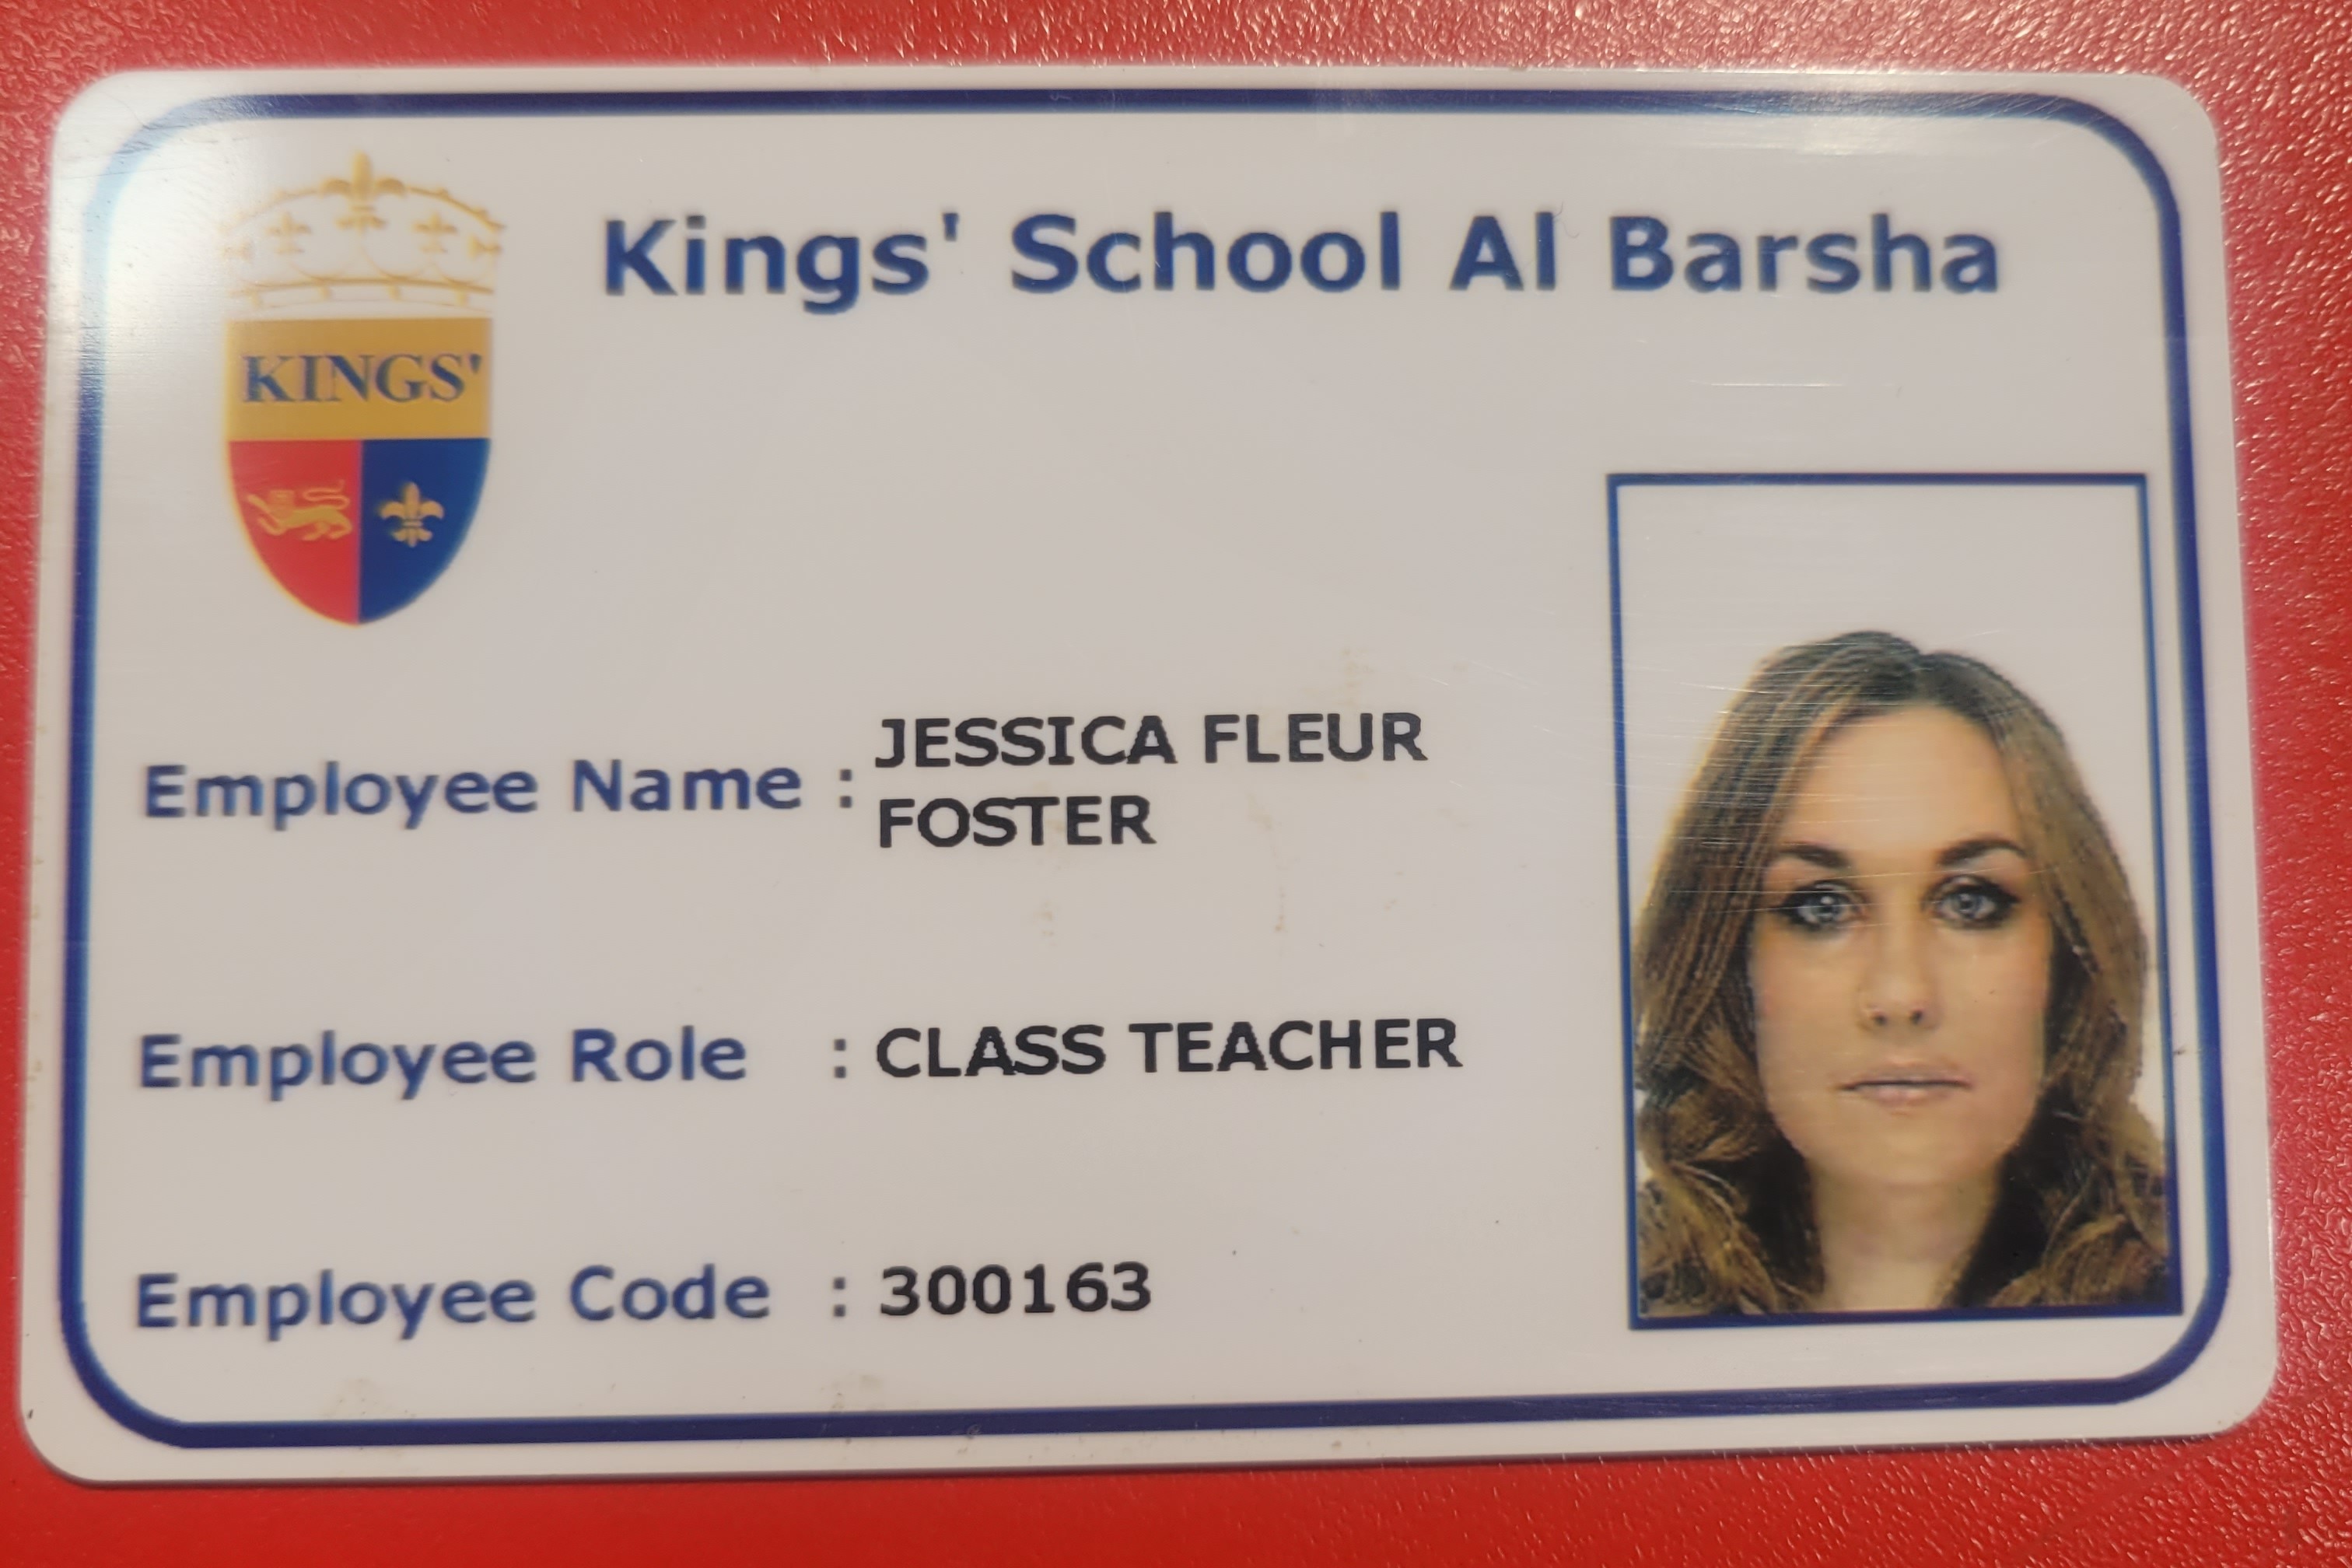 Kings' School Al Barsha
KINGS'
Employee Name : JESSICA FLEUR
FOSTER
Employee Role : CLASS TEACHER
Employee Code : 300163